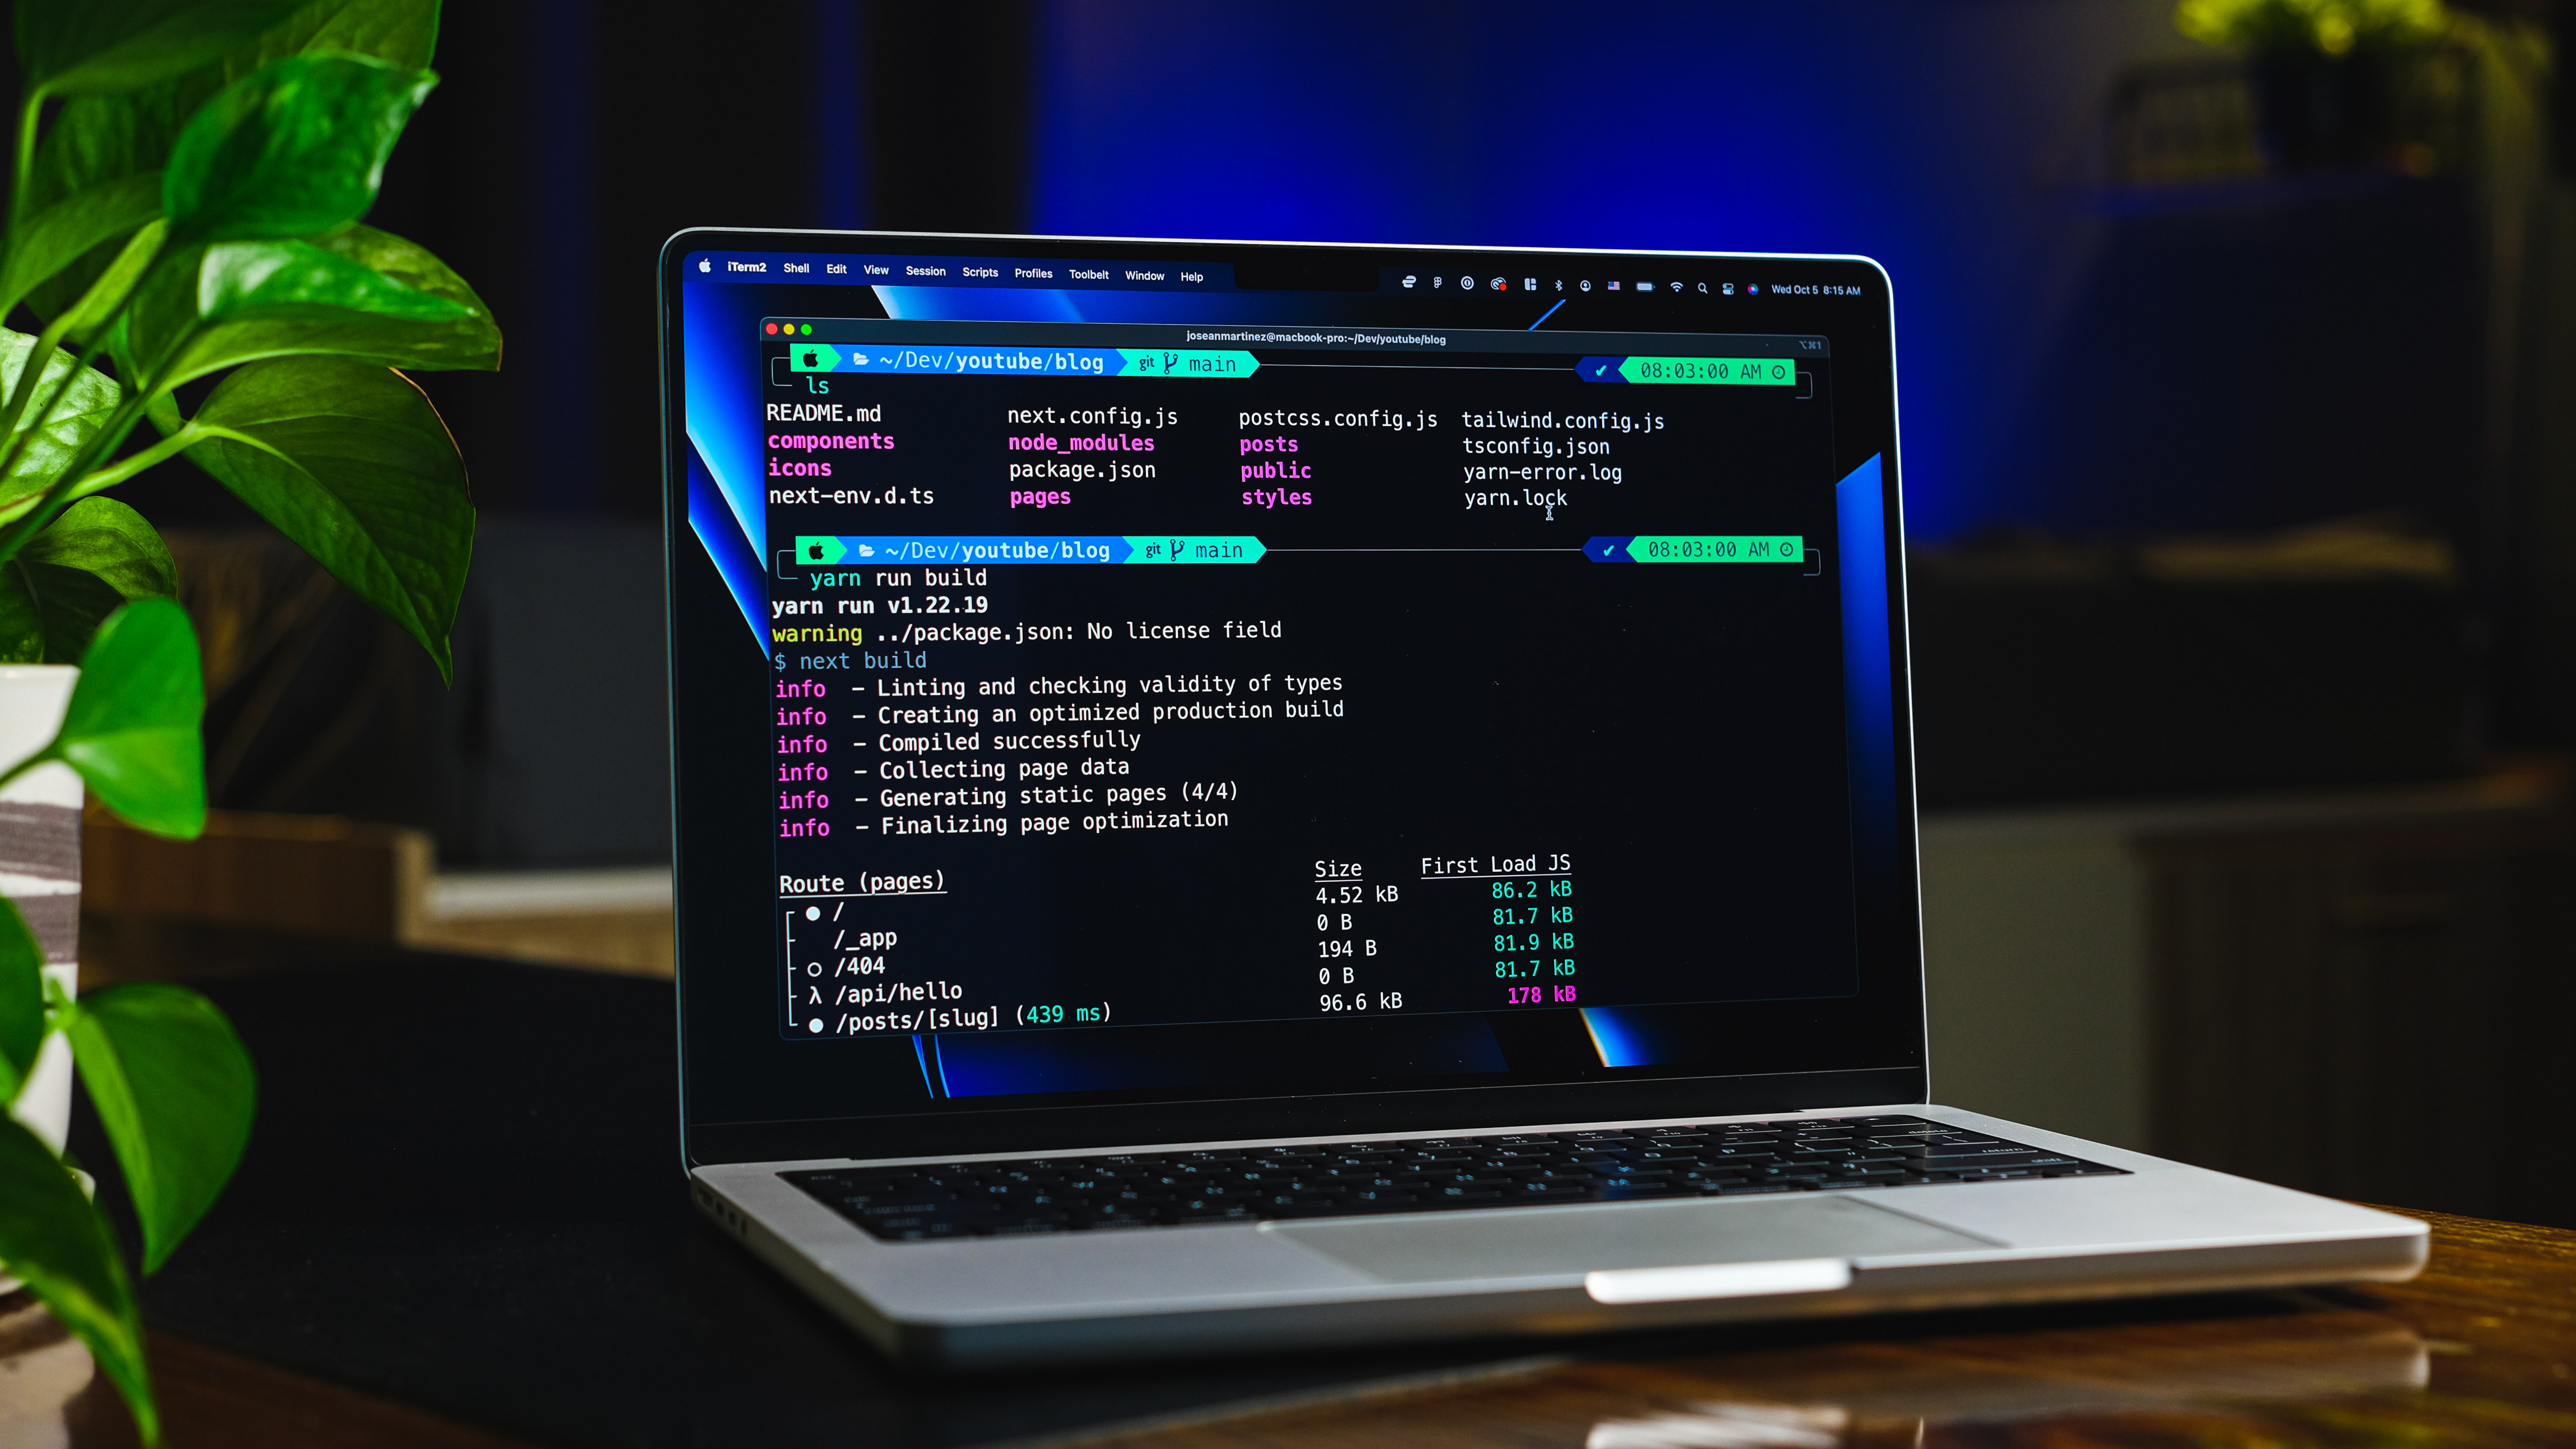 iTerm2 Shell Edit View Session Scripts Profiles Toolbelt Window Help Wed Oct 5 8:15 AM
joseanmartinez@macbook-pro:~/Dev/youtube/blog ⌥⌘1
~/Dev/youtube/blog git main ✔ 08:03:00 AM
ls
README.md next.config.js postcss.config.js tailwind.config.js
components node_modules posts tsconfig.json
icons package.json public yarn-error.log
next-env.d.ts pages styles yarn.lock
~/Dev/youtube/blog git main ✔ 08:03:00 AM
yarn run build
yarn run v1.22.19
warning ../package.json: No license field
$ next build
info – Linting and checking validity of types
info – Creating an optimized production build
info – Compiled successfully
info – Collecting page data
info – Generating static pages (4/4)
info – Finalizing page optimization
Route (pages) Size First Load JS
┌ ● / 4.52 kB 86.2 kB
├ /_app 0 B 81.7 kB
├ ○ /404 194 B 81.9 kB
├ λ /api/hello 0 B 81.7 kB
└ ● /posts/[slug] (439 ms) 96.6 kB 178 kB